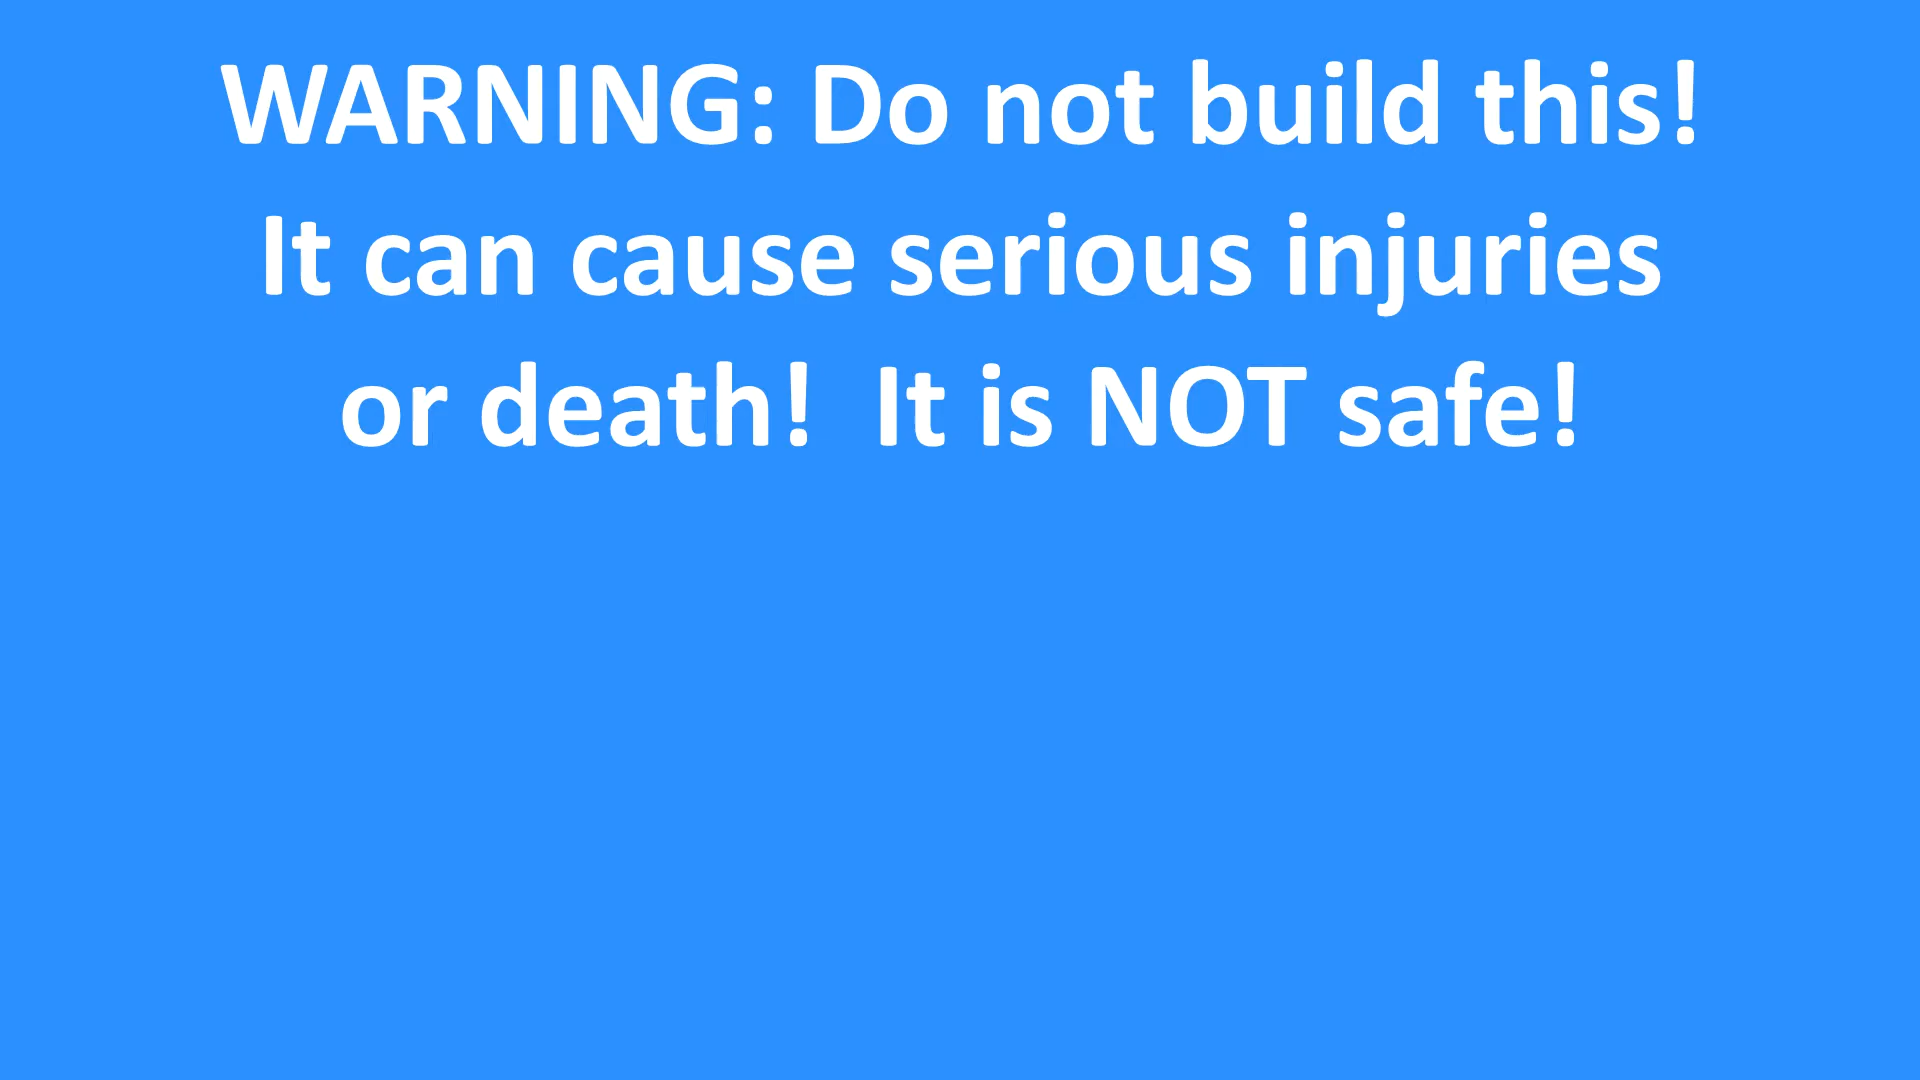 WARNING: Do not build this!
It can cause serious injuries
or death!  It is NOT safe!